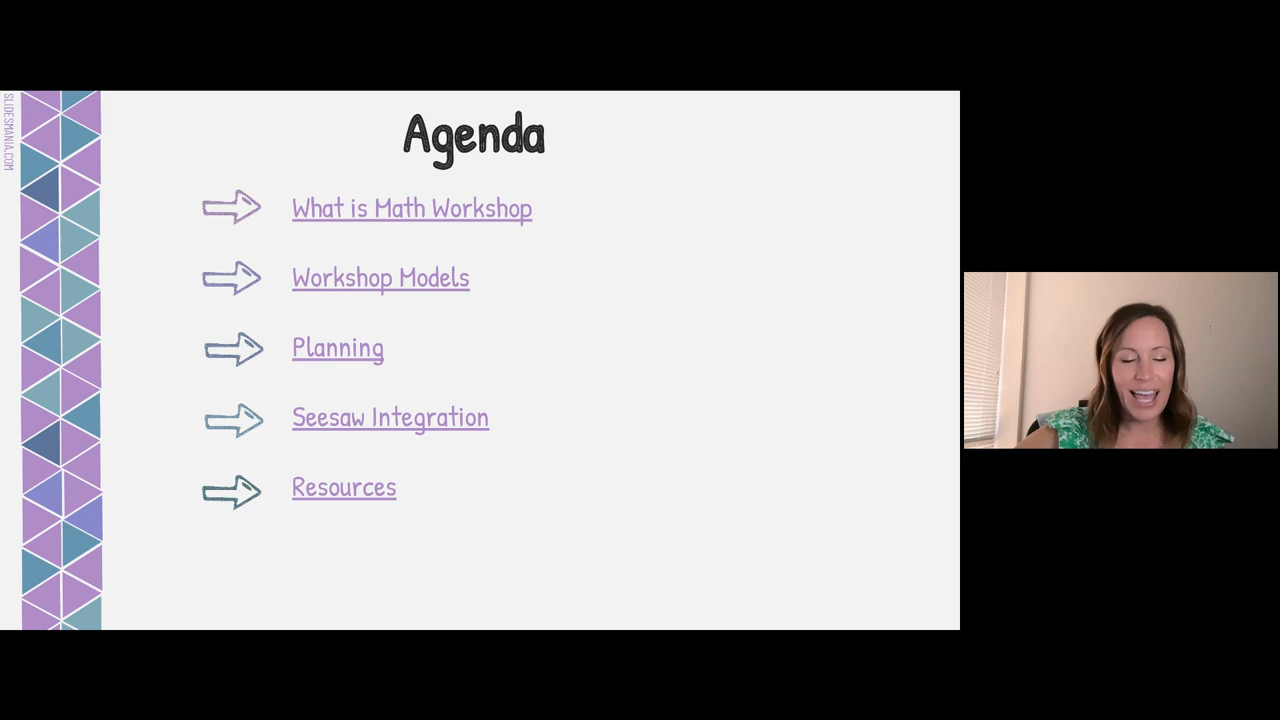 SLIDESMANIA.COM
Agenda
What is Math Workshop
Workshop Models
Planning
Seesaw Integration
Resources